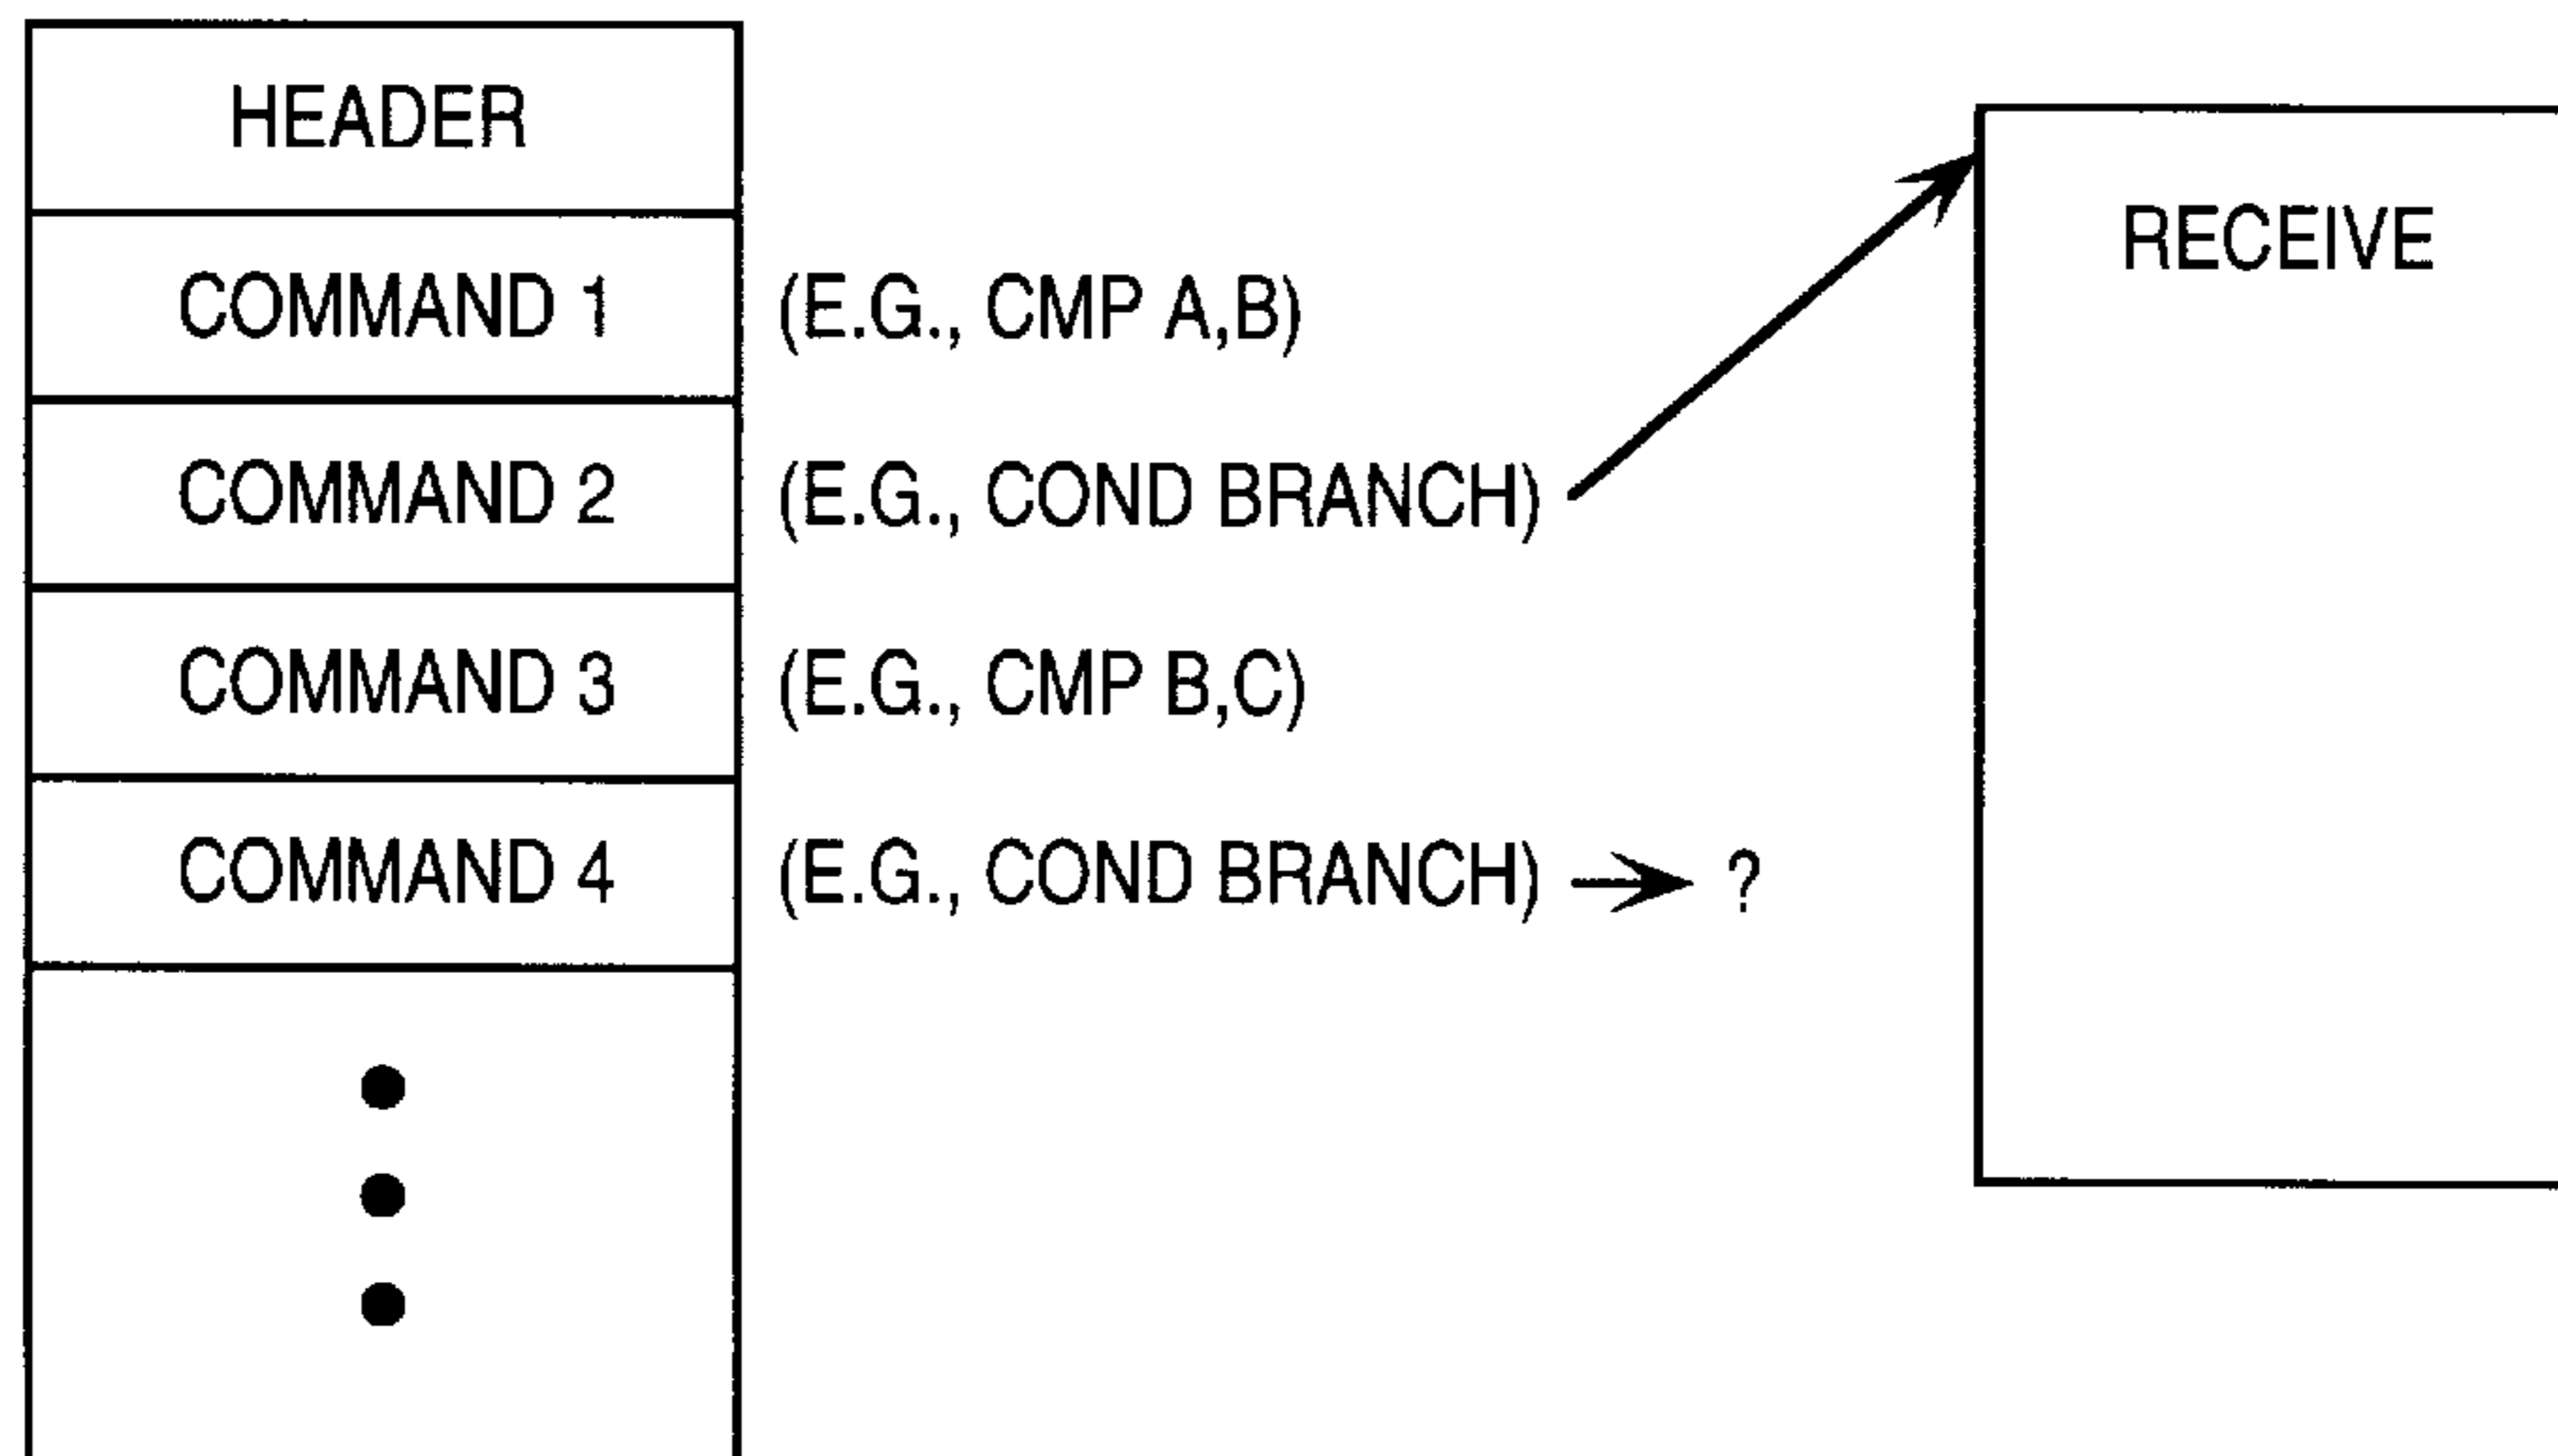 HEADER
COMMAND 1 (E.G., CMP A,B)
COMMAND 2 (E.G., COND BRANCH)
COMMAND 3 (E.G., CMP B,C)
COMMAND 4 (E.G., COND BRANCH) ?
RECEIVE